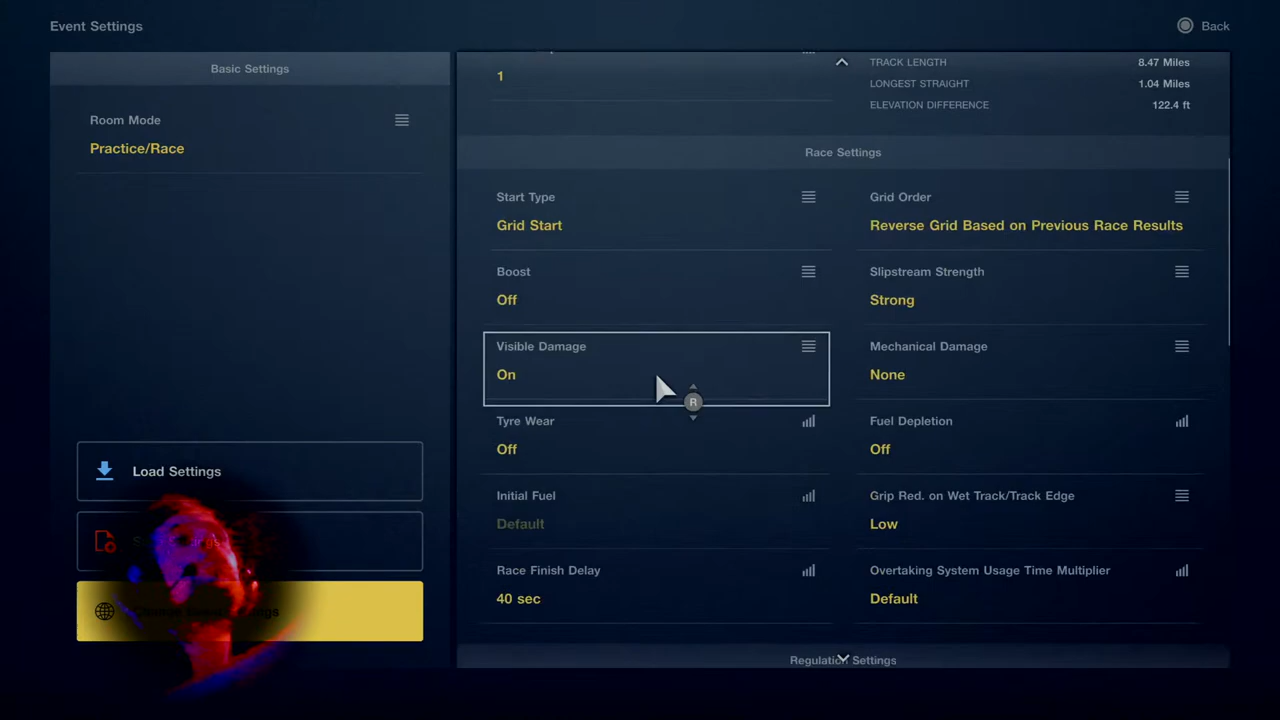 Event Settings
Back
Basic Settings
Room Mode
Practice/Race
Load Settings
1
TRACK LENGTH 8.47 Miles
LONGEST STRAIGHT 1.04 Miles
ELEVATION DIFFERENCE 122.4 ft
Race Settings
Start Type
Grid Start
Grid Order
Reverse Grid Based on Previous Race Results
Boost
Off
Slipstream Strength
Strong
Visible Damage
On
Mechanical Damage
None
R
Tyre Wear
Off
Fuel Depletion
Off
Initial Fuel
Default
Grip Red. on Wet Track/Track Edge
Low
Race Finish Delay
40 sec
Overtaking System Usage Time Multiplier
Default
Regulation Settings